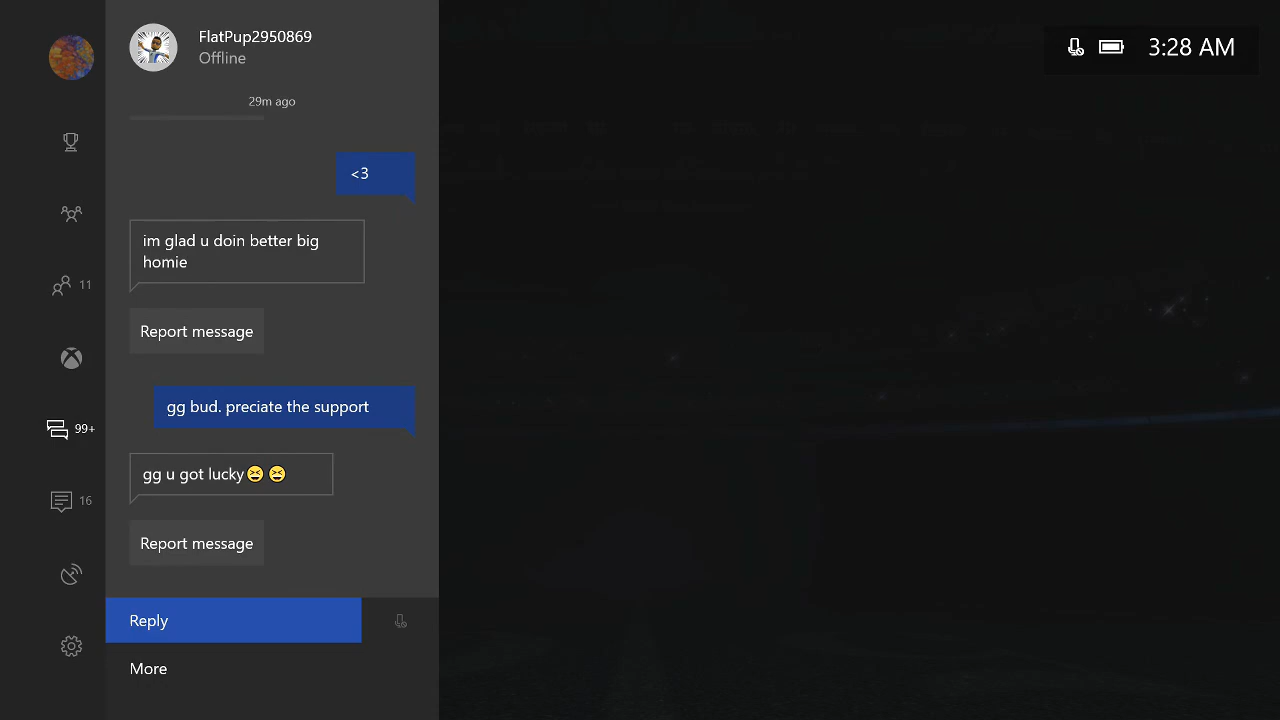 FlatPup2950869
Offline
3:28 AM
29m ago
<3
im glad u doin better big
homie
11
Report message
gg bud. preciate the support
99+
gg u got lucky😆 😆
16
Report message
Reply
More